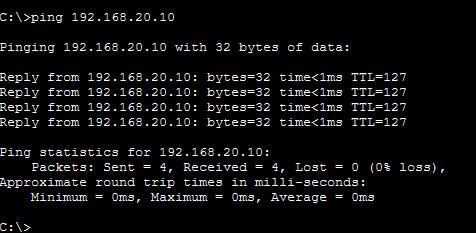 C:\>ping 192.168.20.10
Pinging 192.168.20.10 with 32 bytes of data:
Reply from 192.168.20.10: bytes=32 time<1ms TTL=127
Reply from 192.168.20.10: bytes=32 time<1ms TTL=127
Reply from 192.168.20.10: bytes=32 time<1ms TTL=127
Reply from 192.168.20.10: bytes=32 time<1ms TTL=127
Ping statistics for 192.168.20.10:
    Packets: Sent = 4, Received = 4, Lost = 0 (0% loss),
Approximate round trip times in milli-seconds:
    Minimum = 0ms, Maximum = 0ms, Average = 0ms
C:\>